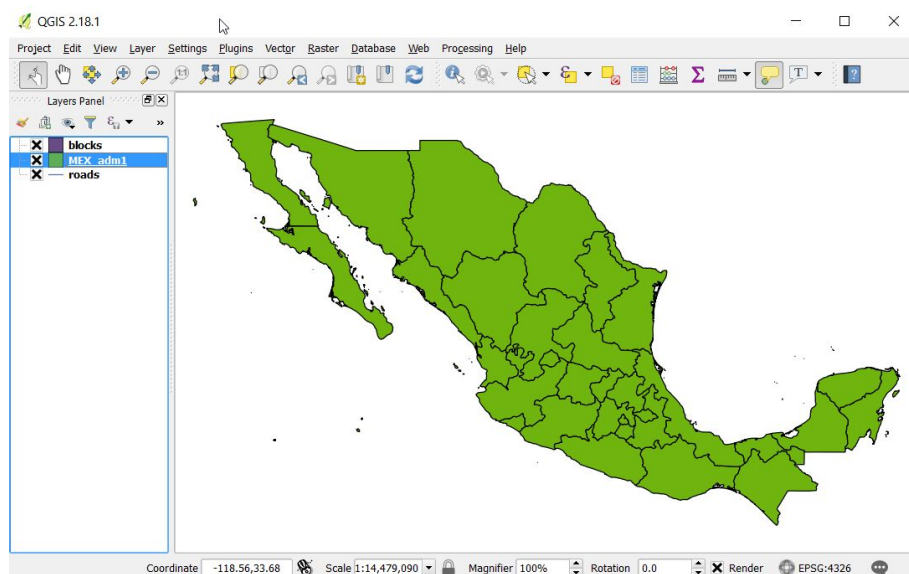 QGIS 2.18.1
Project Edit View Layer Settings Plugins Vector Raster Database Web Processing Help
Layers Panel
»
blocks
MEX_adm1
roads
Coordinate -118.56,33.68 Scale 1:14,479,090 Magnifier 100% Rotation 0.0 Render EPSG:4326